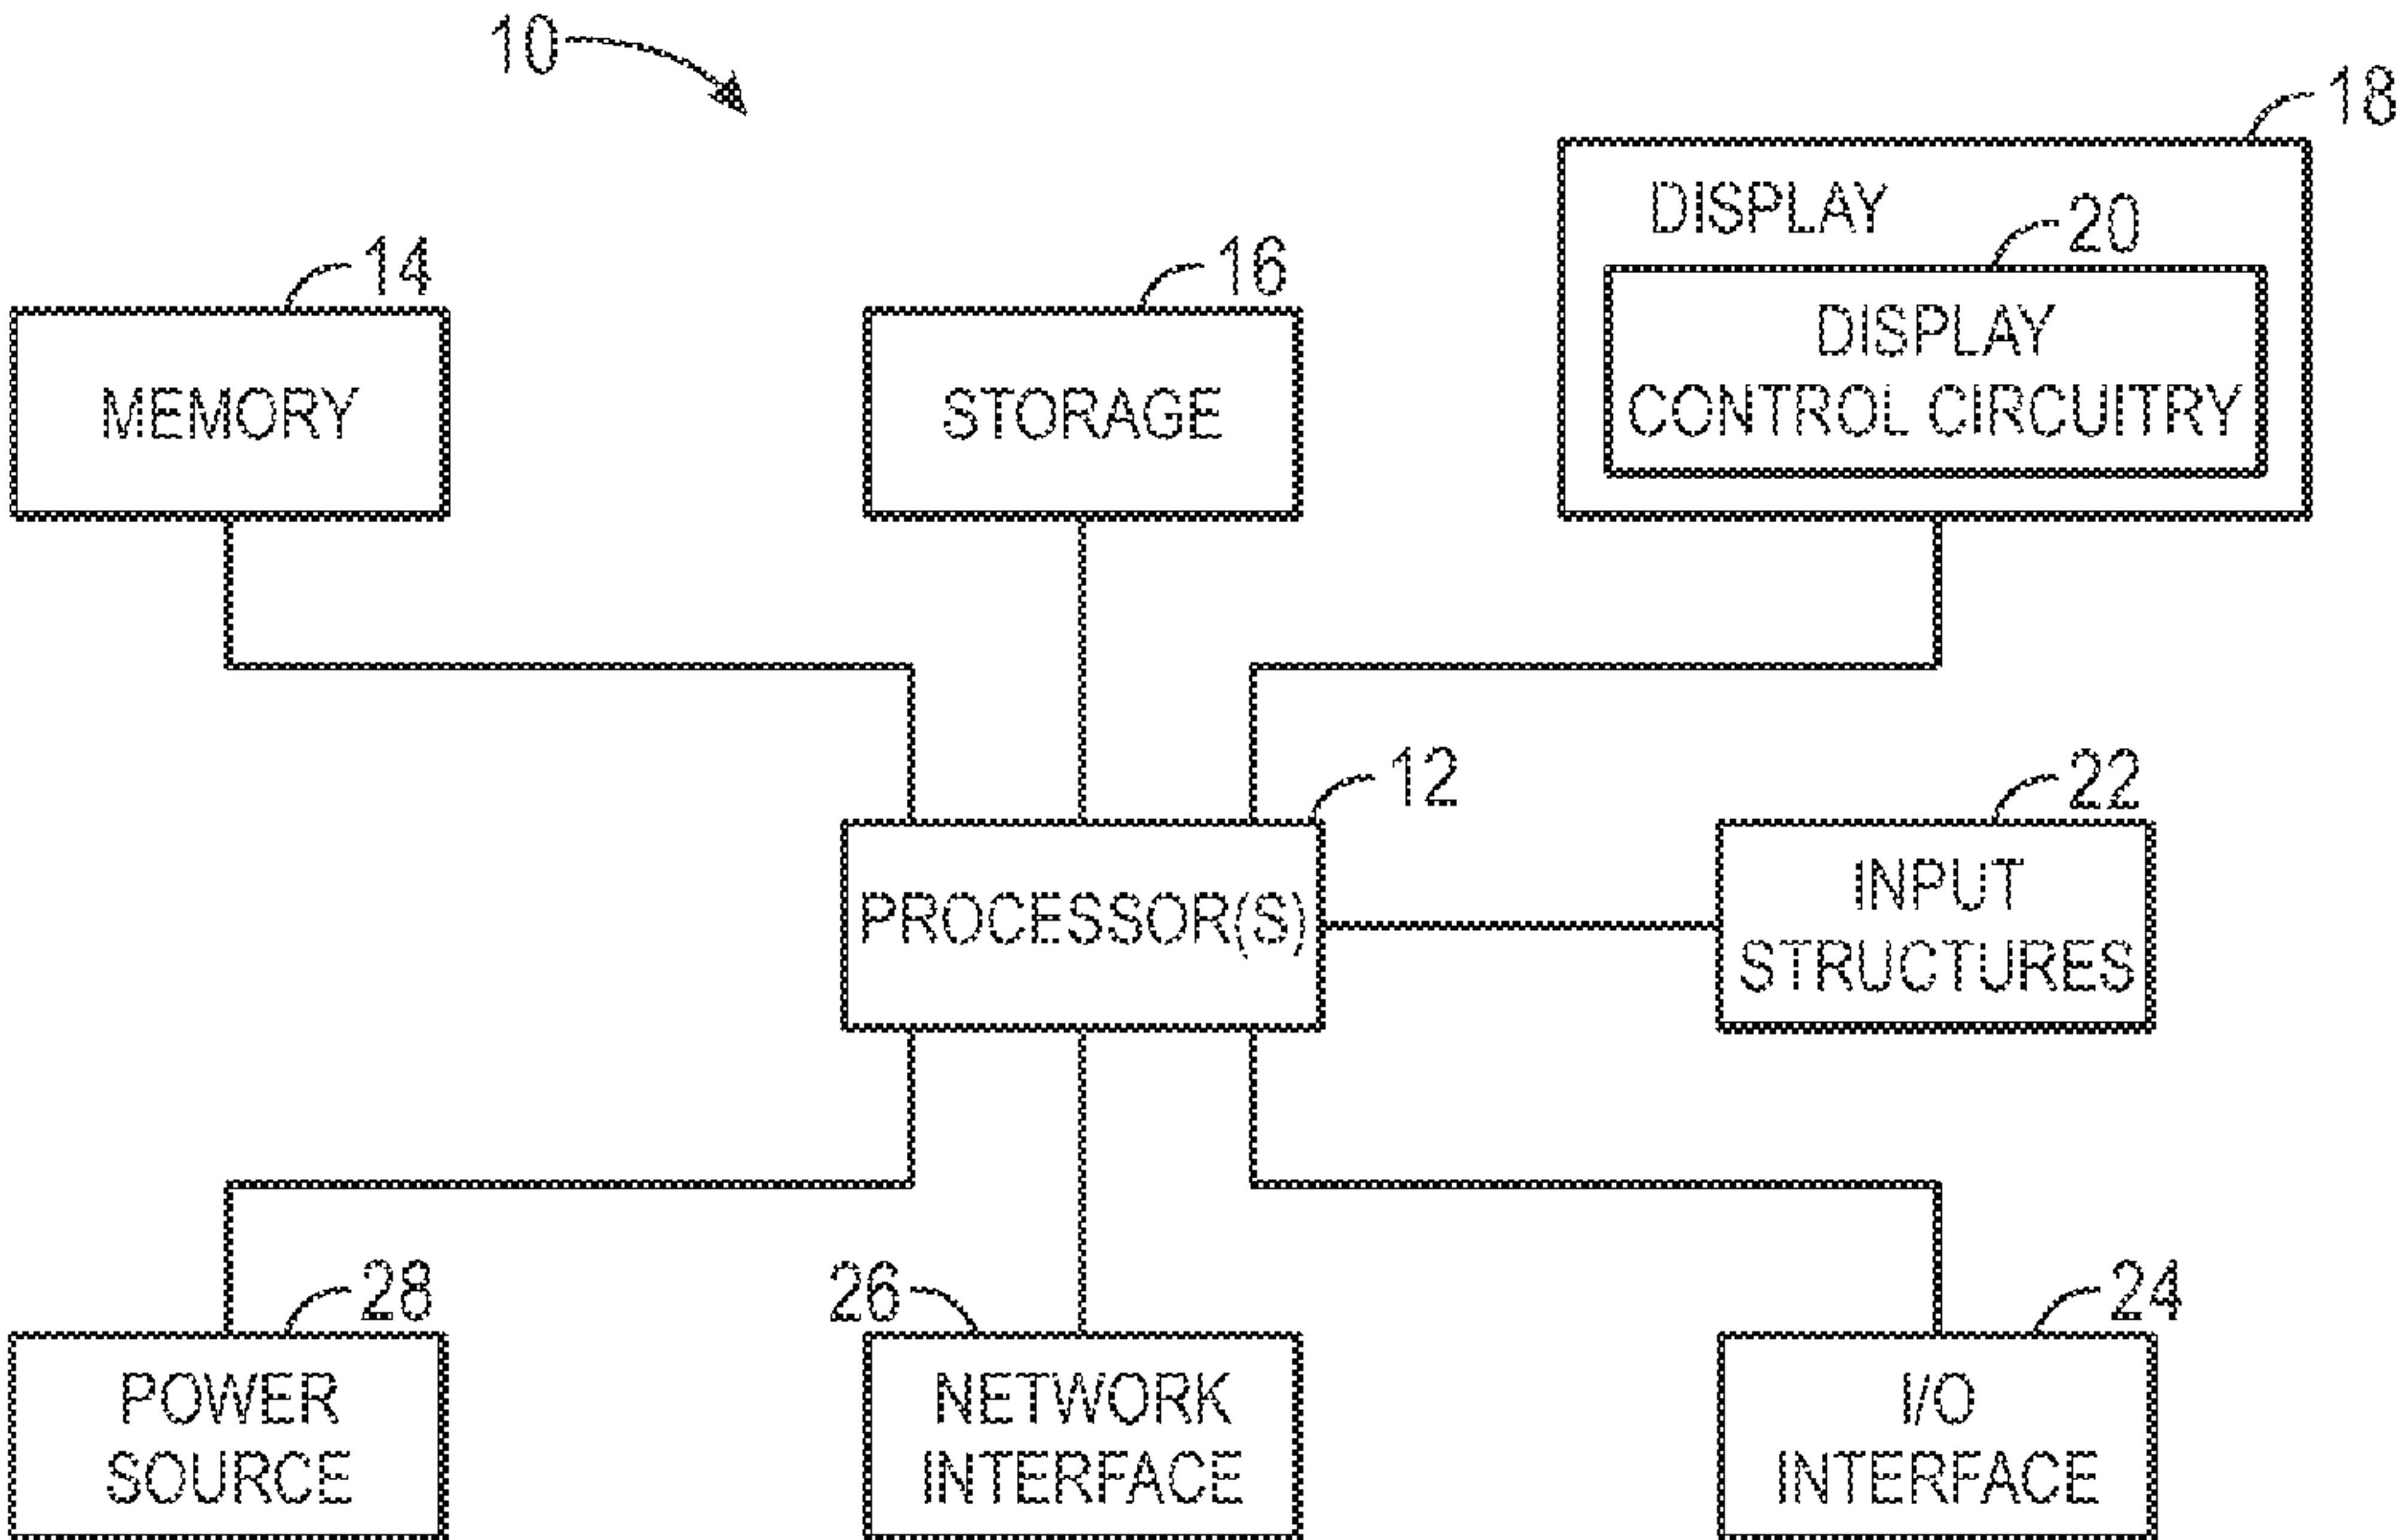 10
18
DISPLAY
20
14
16
DISPLAY
CONTROL CIRCUITRY
MEMORY
STORAGE
12
22
PROCESSOR(S)
INPUT
STRUCTURES
28
26
24
POWER
SOURCE
NETWORK
INTERFACE
I/O
INTERFACE